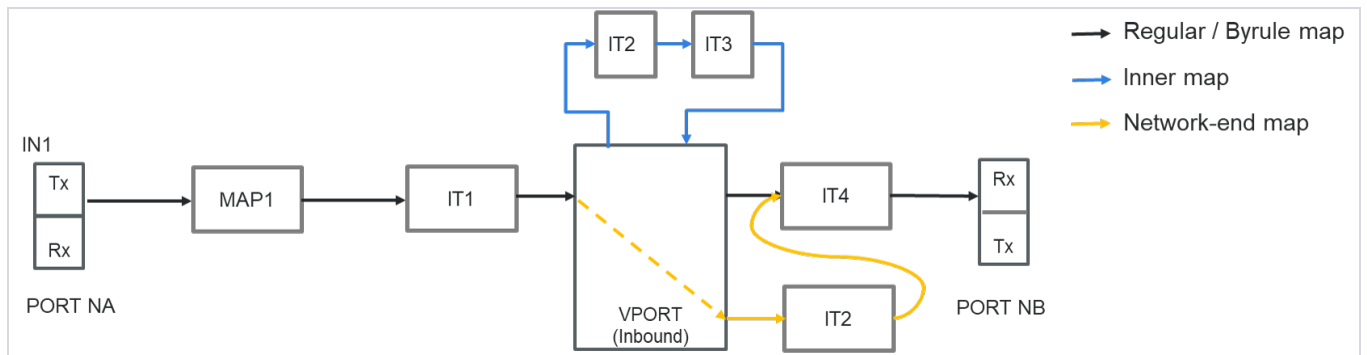 IT2
IT3
Regular / Byrule map
Inner map
Network-end map
IN1
Tx
Rx
MAP1
IT1
IT4
Rx
Tx
PORT NA
VPORT
(Inbound)
IT2
PORT NB